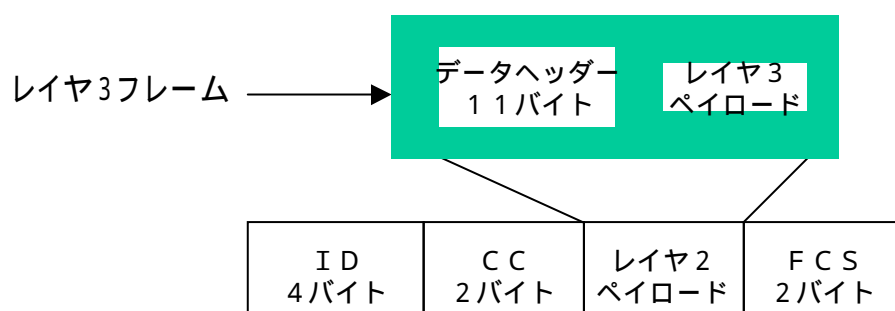 データヘッダー
１１バイト
レイヤ３
ペイロード
レイヤ3フレーム
ＩＤ
４バイト
ＣＣ
２バイト
レイヤ２
ペイロード
ＦＣＳ
２バイト